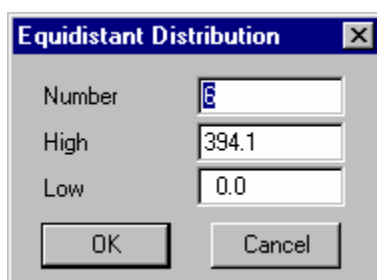 Equidistant Distribution
Number 6
High 394.1
Low 0.0
OK Cancel